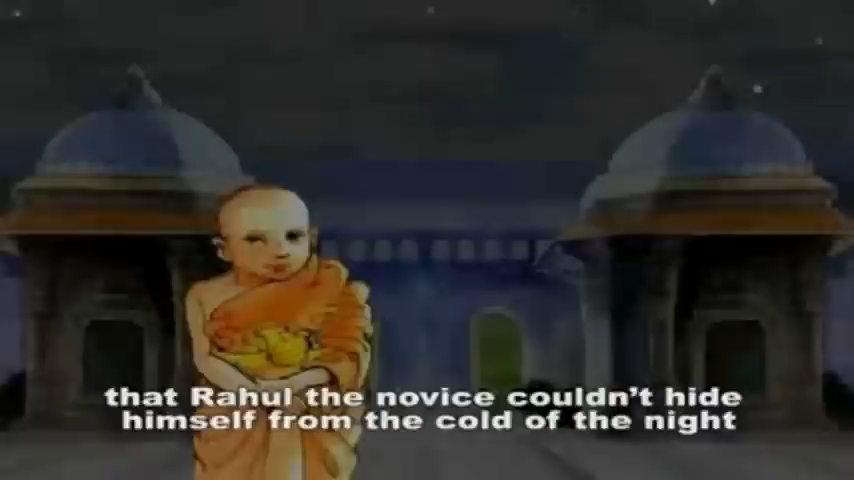 that Rahul the novice couldn't hide
himself from the cold of the night